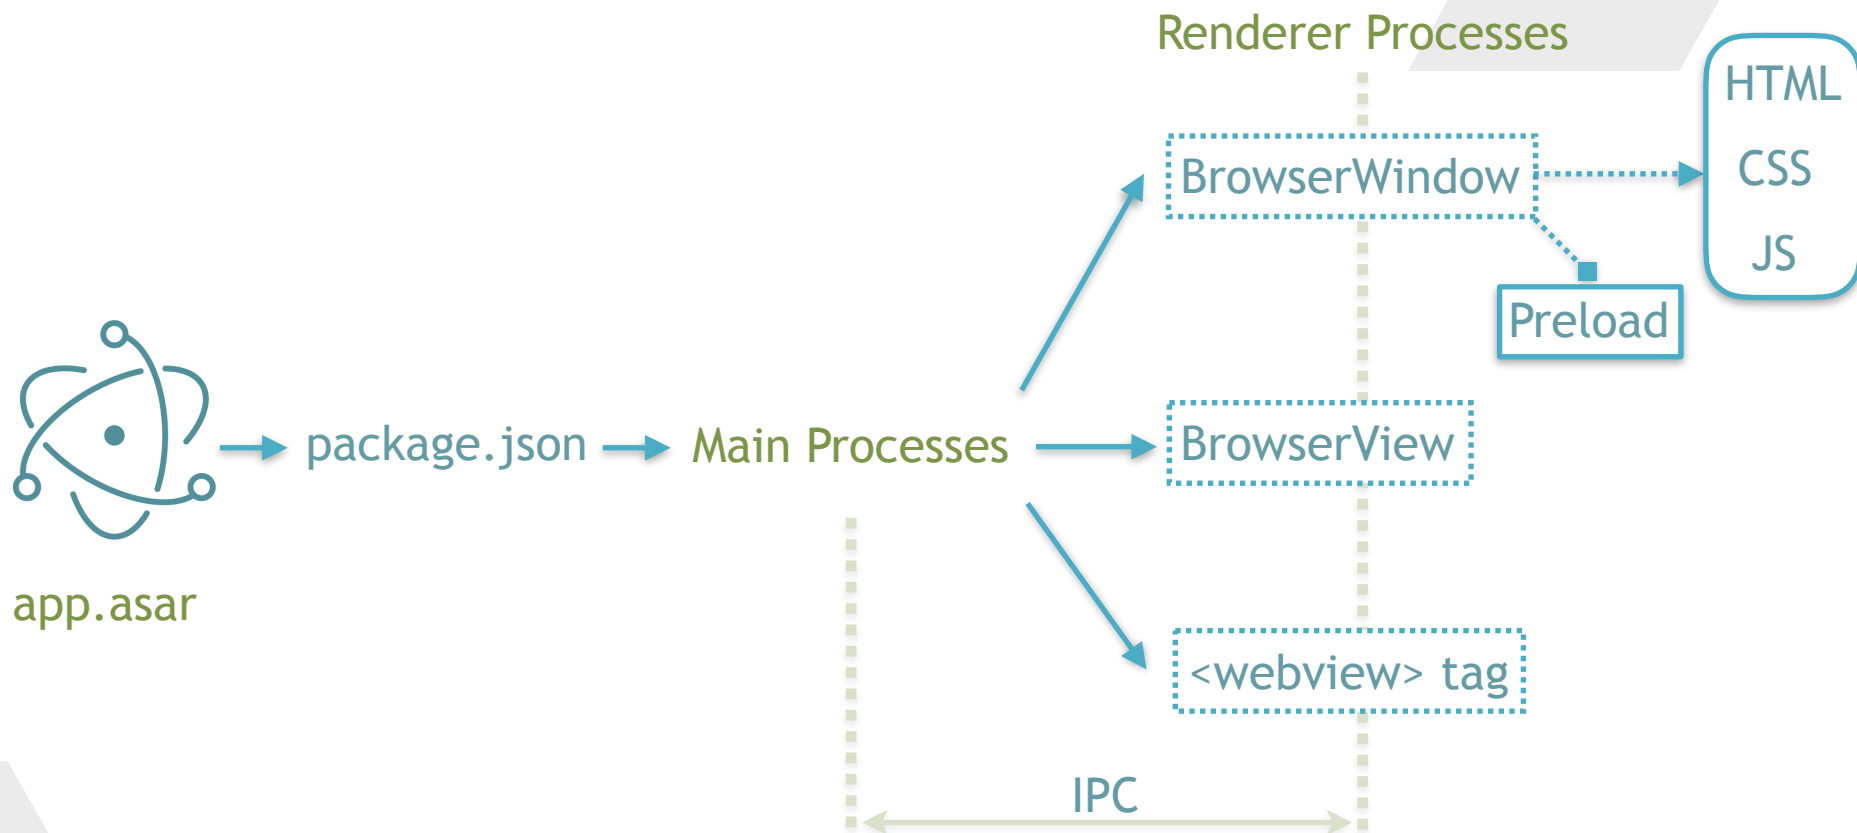 Renderer Processes
HTML
CSS
JS
BrowserWindow
Preload
app.asar
package.json
Main Processes
BrowserView
<webview> tag
IPC